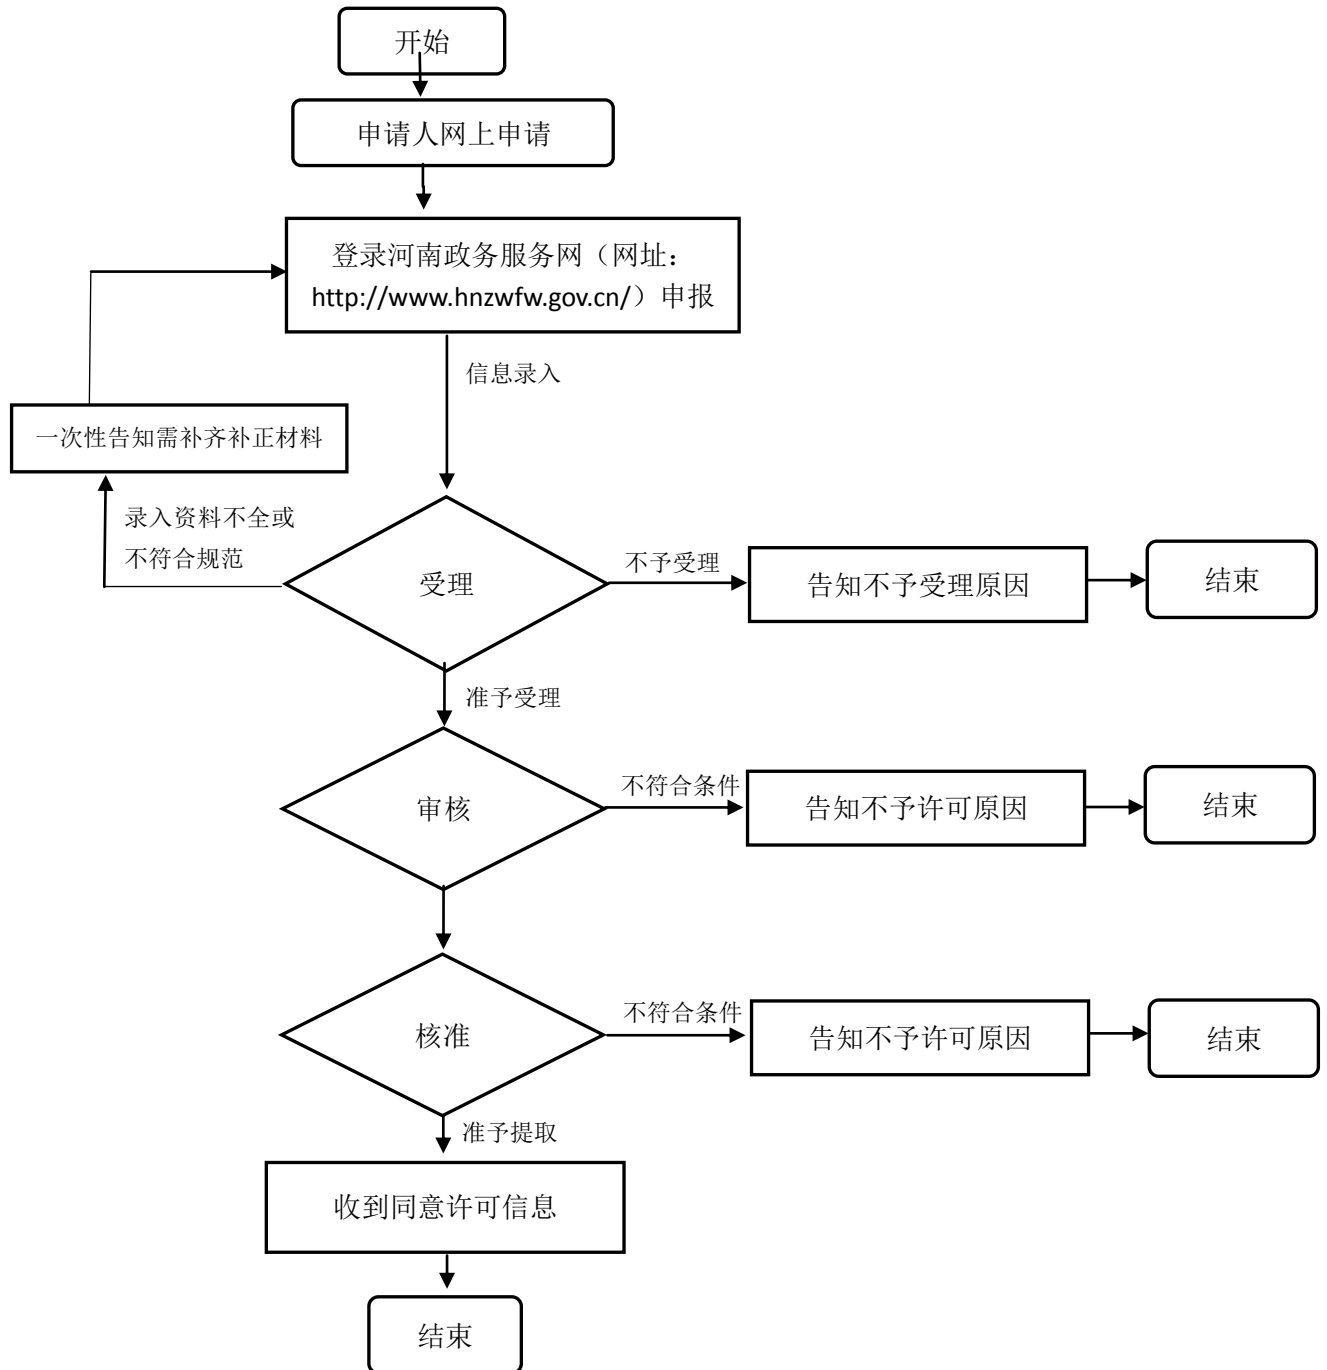 开始
申请人网上申请
登录河南政务服务网（网址：
http://www.hnzwfw.gov.cn/）申报
信息录入
一次性告知需补齐补正材料
录入资料不全或
不符合规范
受理
不予受理
告知不予受理原因
结束
准予受理
审核
不符合条件
告知不予许可原因
结束
核准
不符合条件
告知不予许可原因
结束
准予提取
收到同意许可信息
结束